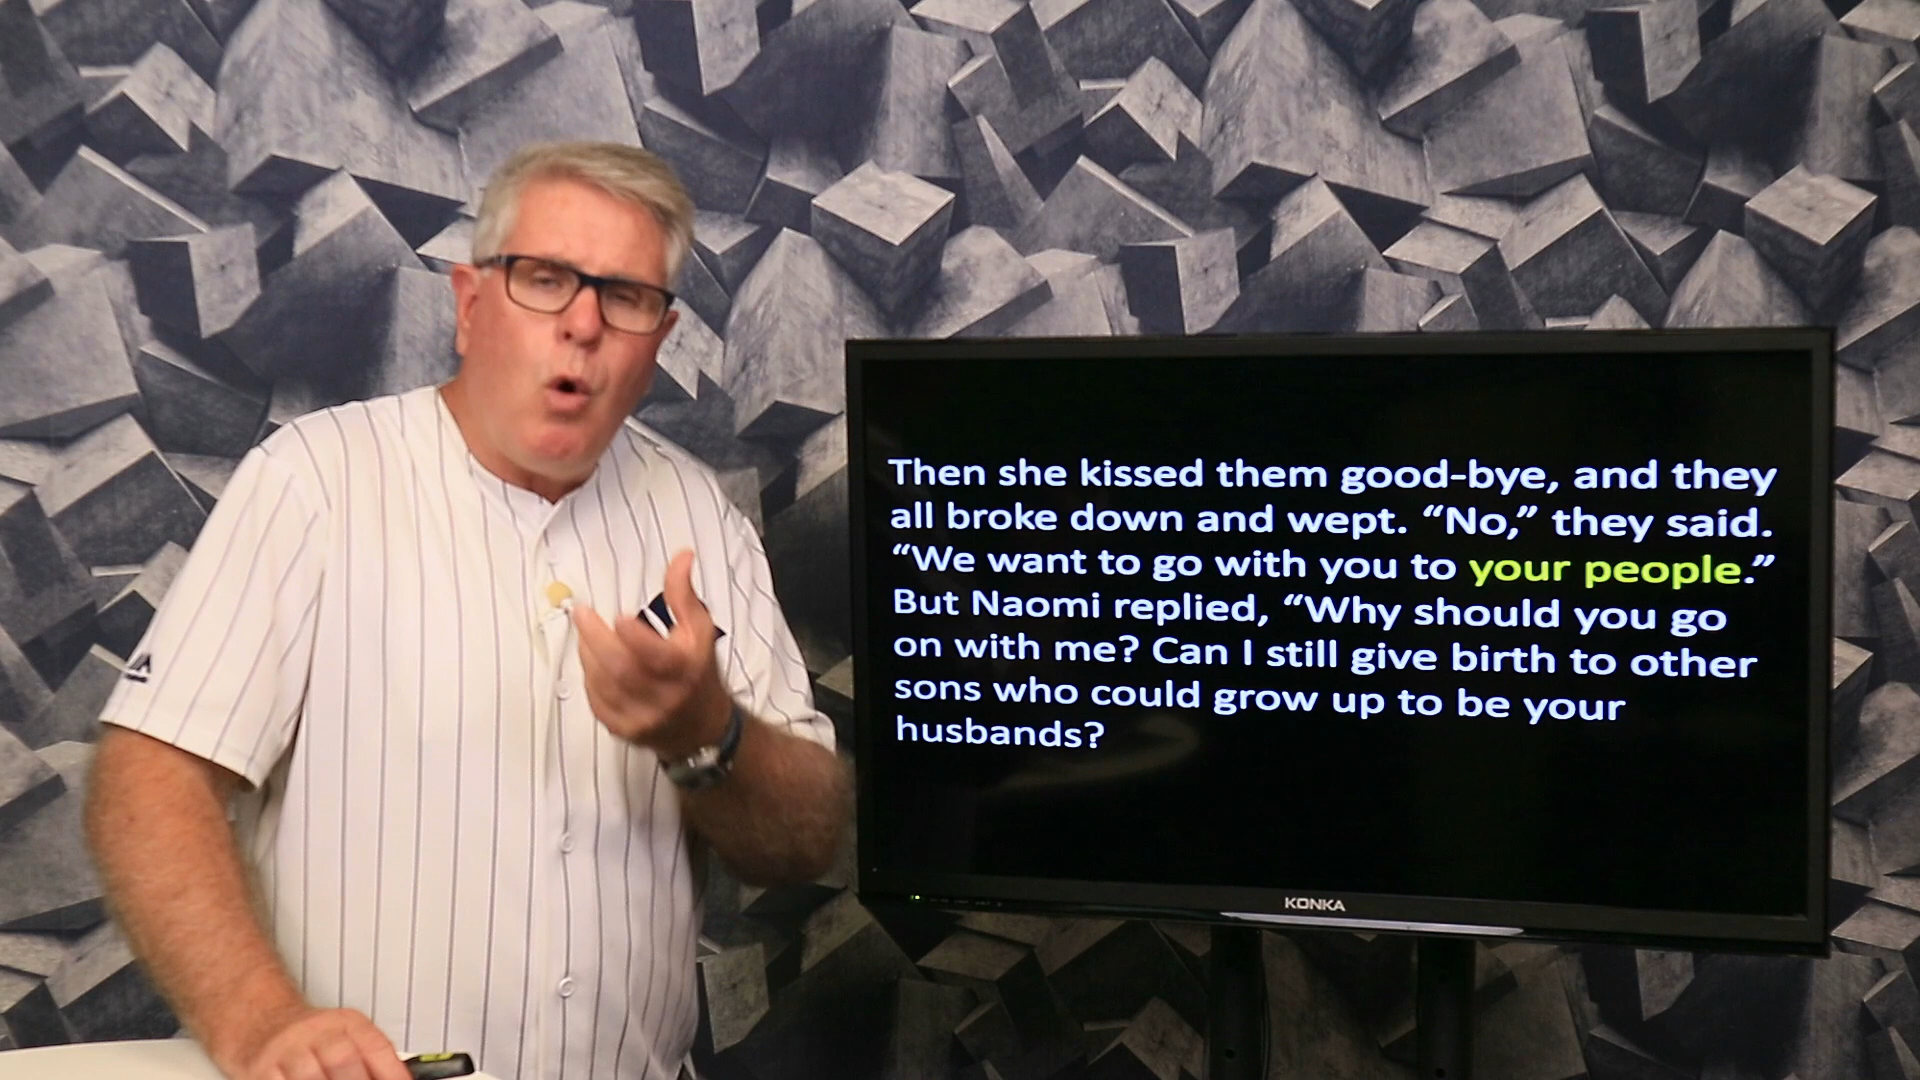 Then she kissed them good-bye, and they
all broke down and wept. “No,” they said.
“We want to go with you to your people.”
But Naomi replied, “Why should you go
on with me? Can I still give birth to other
sons who could grow up to be your
husbands?
KONKA